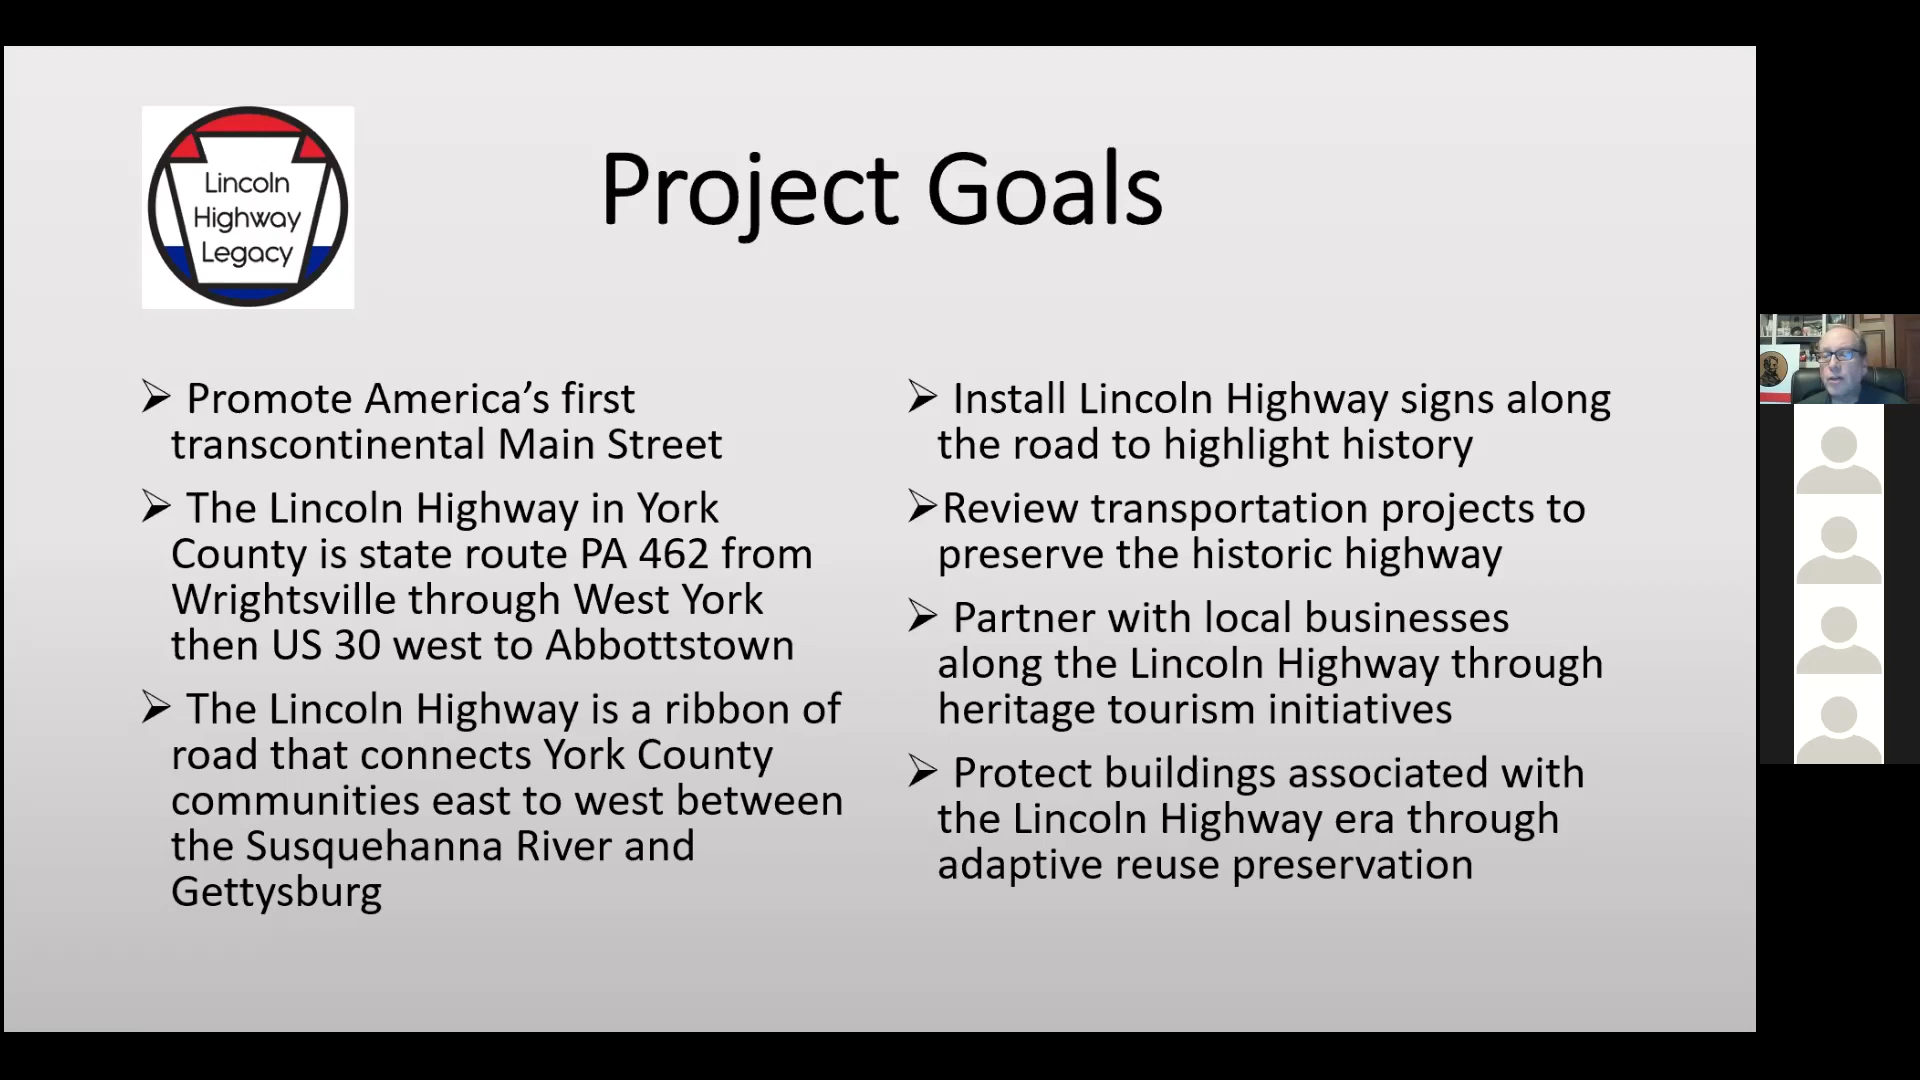 Lincoln
Highway
Legacy
Project Goals
➢ Promote America’s first
transcontinental Main Street
➢ The Lincoln Highway in York
County is state route PA 462 from
Wrightsville through West York
then US 30 west to Abbottstown
➢ The Lincoln Highway is a ribbon of
road that connects York County
communities east to west between
the Susquehanna River and
Gettysburg
➢ Install Lincoln Highway signs along
the road to highlight history
➢Review transportation projects to
preserve the historic highway
➢ Partner with local businesses
along the Lincoln Highway through
heritage tourism initiatives
➢ Protect buildings associated with
the Lincoln Highway era through
adaptive reuse preservation